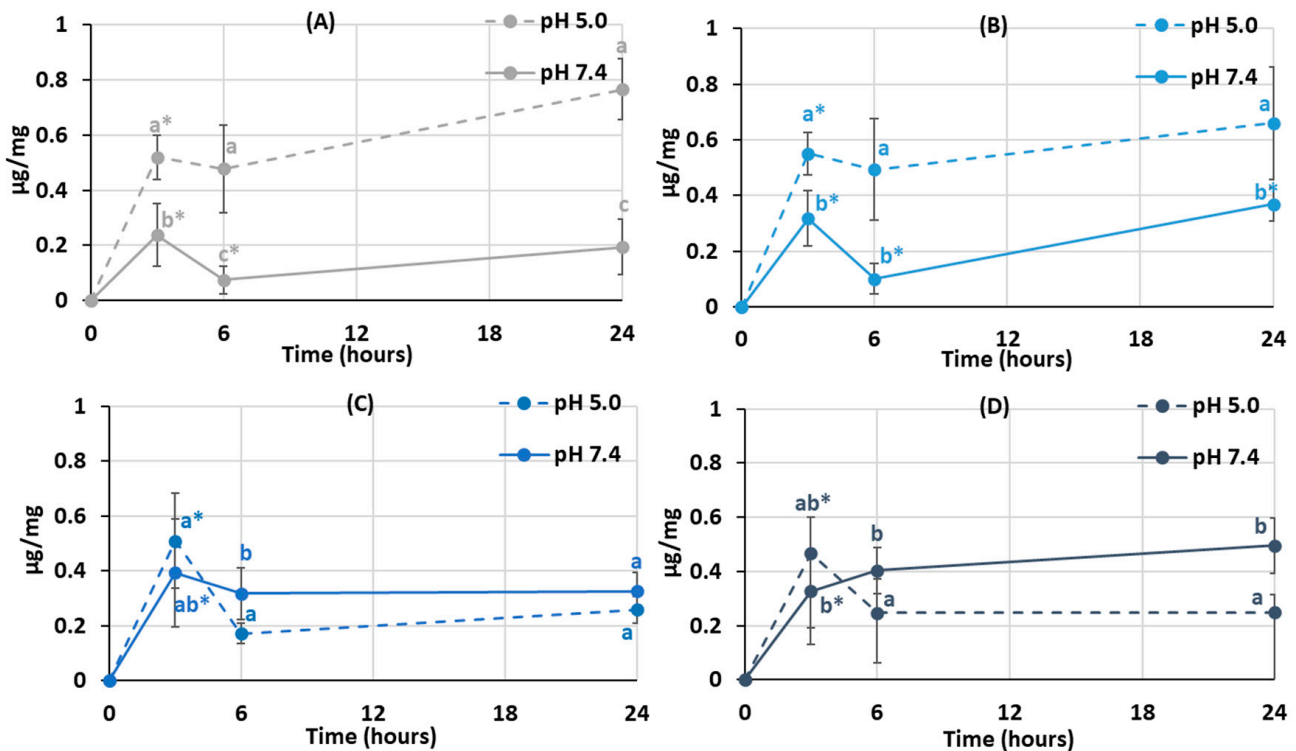 (A)
pH 5.0
pH 7.4
1
0.8
0.6
0.4
0.2
0
µg/mg
a*
a
a
b*
c*
c
0 6 12 18 24
Time (hours)
(B)
pH 5.0
pH 7.4
1
0.8
0.6
0.4
0.2
0
µg/mg
a*
a
a
b*
b*
b*
0 6 12 18 24
Time (hours)
(C)
pH 5.0
pH 7.4
1
0.8
0.6
0.4
0.2
0
µg/mg
a*
b
a
ab*
a
a
0 6 12 18 24
Time (hours)
(D)
pH 5.0
pH 7.4
1
0.8
0.6
0.4
0.2
0
µg/mg
ab*
b
b
b*
a
a
0 6 12 18 24
Time (hours)